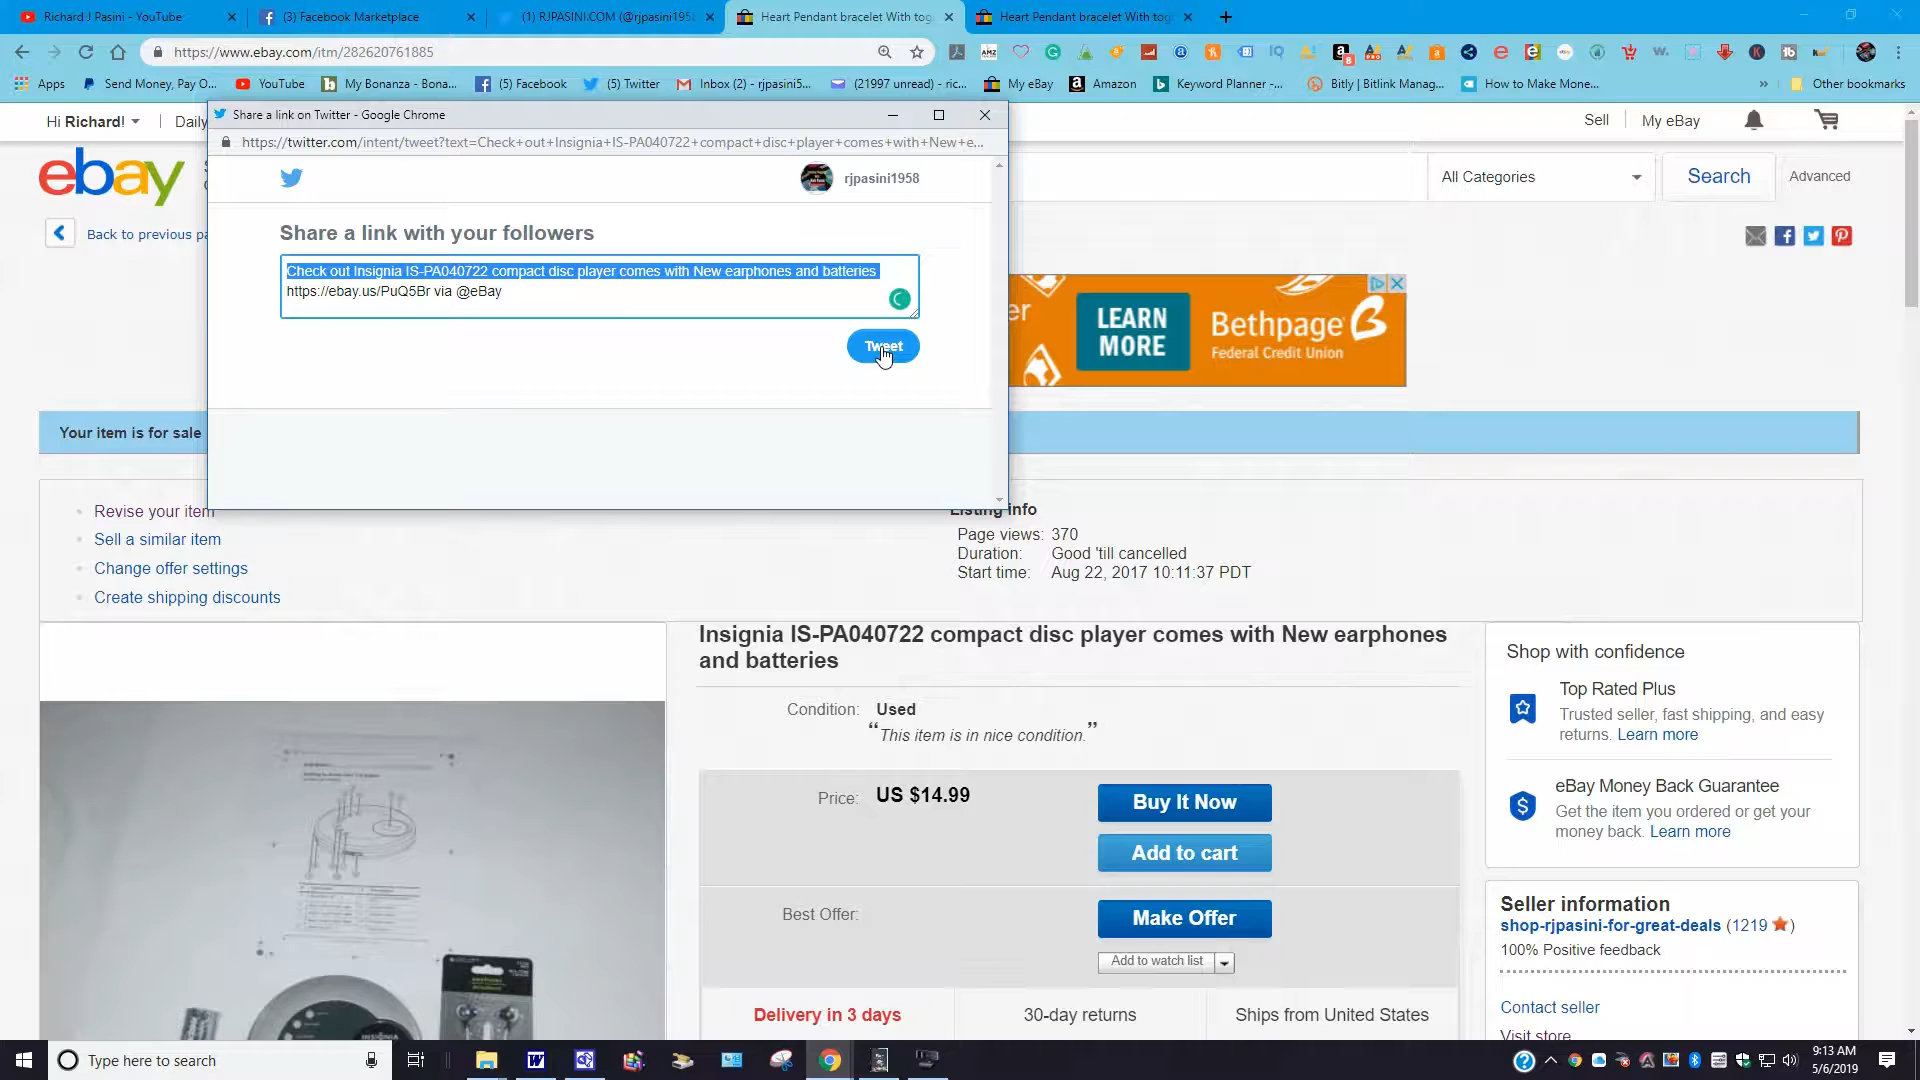 Richard J Pasini - YouTube
(3) Facebook Marketplace
(1) RJPASINI.COM (@rjpasini195
Heart Pendant bracelet With tog
Heart Pendant bracelet With tog
https://www.ebay.com/itm/282620761885
Apps
Send Money, Pay O...
YouTube
My Bonanza - Bona...
(5) Facebook
(5) Twitter
Inbox (2) - rjpasini5...
(21997 unread) - ric...
My eBay
Amazon
Keyword Planner -...
Bitly | Bitlink Manag...
How to Make Mone...
Other bookmarks
Hi Richard!
Daily
Sell
My eBay
Share a link on Twitter - Google Chrome
https://twitter.com/intent/tweet?text=Check+out+Insignia+IS-PA040722+compact+disc+player+comes+with+New+e...
rjpasini1958
ebay
All Categories
Search
Advanced
Back to previous pa
Share a link with your followers
Check out Insignia IS-PA040722 compact disc player comes with New earphones and batteries
https://ebay.us/PuQ5Br via @eBay
Tweet
er
LEARN
MORE
Bethpage
Federal Credit Union
Your item is for sale
Revise your item
Sell a similar item
Change offer settings
Create shipping discounts
Listing info
Page views: 370
Duration: Good 'till cancelled
Start time: Aug 22, 2017 10:11:37 PDT
Insignia IS-PA040722 compact disc player comes with New earphones
and batteries
Condition: Used
“This item is in nice condition.”
Price: US $14.99
Buy It Now
Add to cart
Best Offer:
Make Offer
Add to watch list
Delivery in 3 days
30-day returns
Ships from United States
Shop with confidence
Top Rated Plus
Trusted seller, fast shipping, and easy
returns. Learn more
eBay Money Back Guarantee
Get the item you ordered or get your
money back. Learn more
Seller information
shop-rjpasini-for-great-deals (1219)
100% Positive feedback
Contact seller
Visit store
INSIGNIA
Type here to search
9:13 AM
5/6/2019